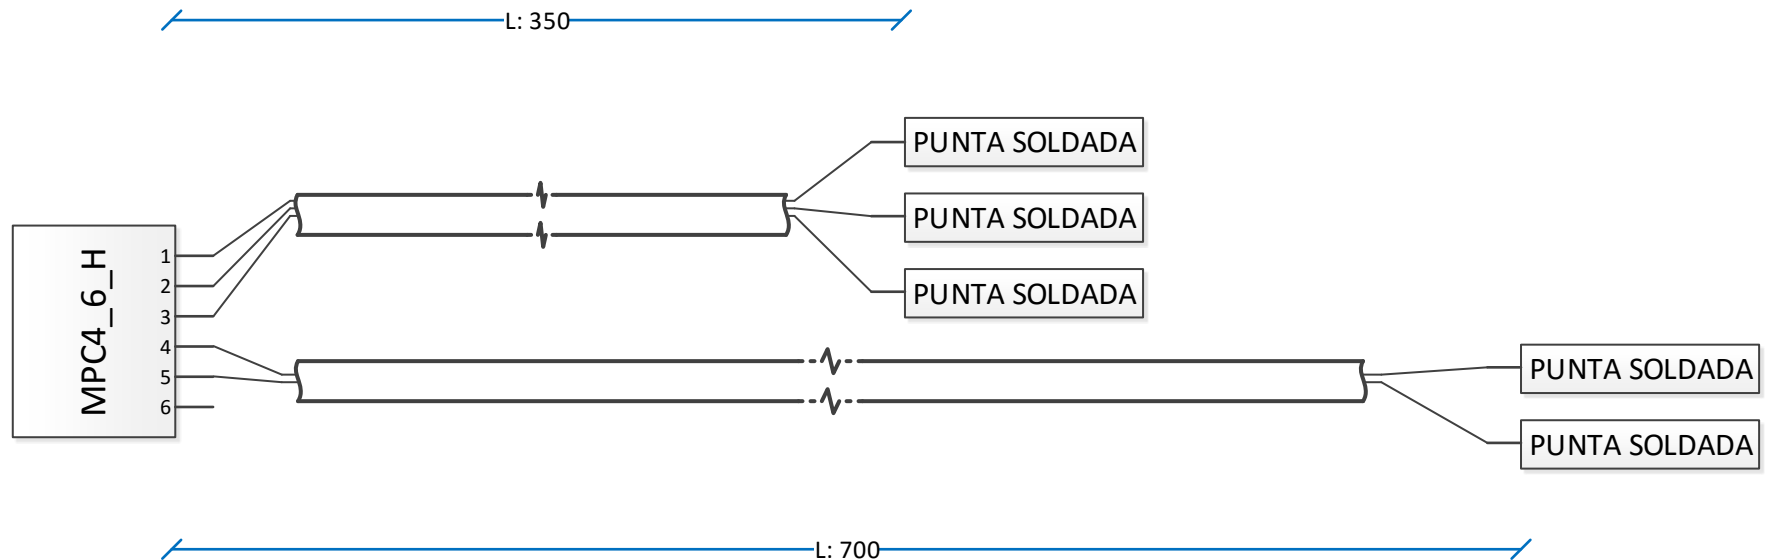 L: 350
PUNTA SOLDADA
PUNTA SOLDADA
PUNTA SOLDADA
MPC4_6_H
1
2
3
4
5
6
PUNTA SOLDADA
PUNTA SOLDADA
L: 700